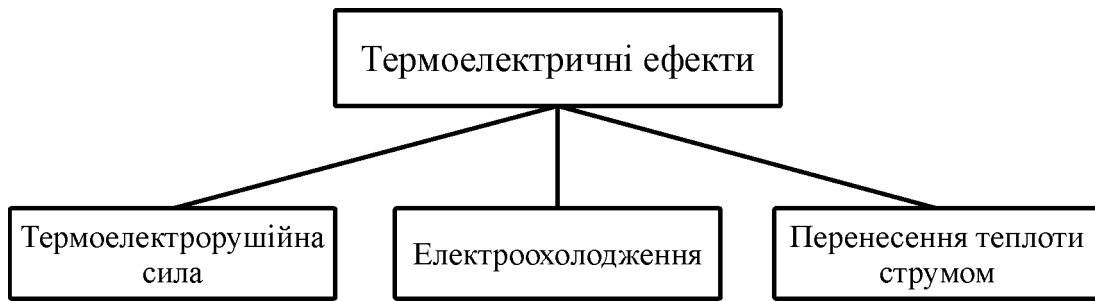 Термоелектричні ефекти
Термоелектрорушійна
сила
Електроохолодження
Перенесення теплоти
струмом